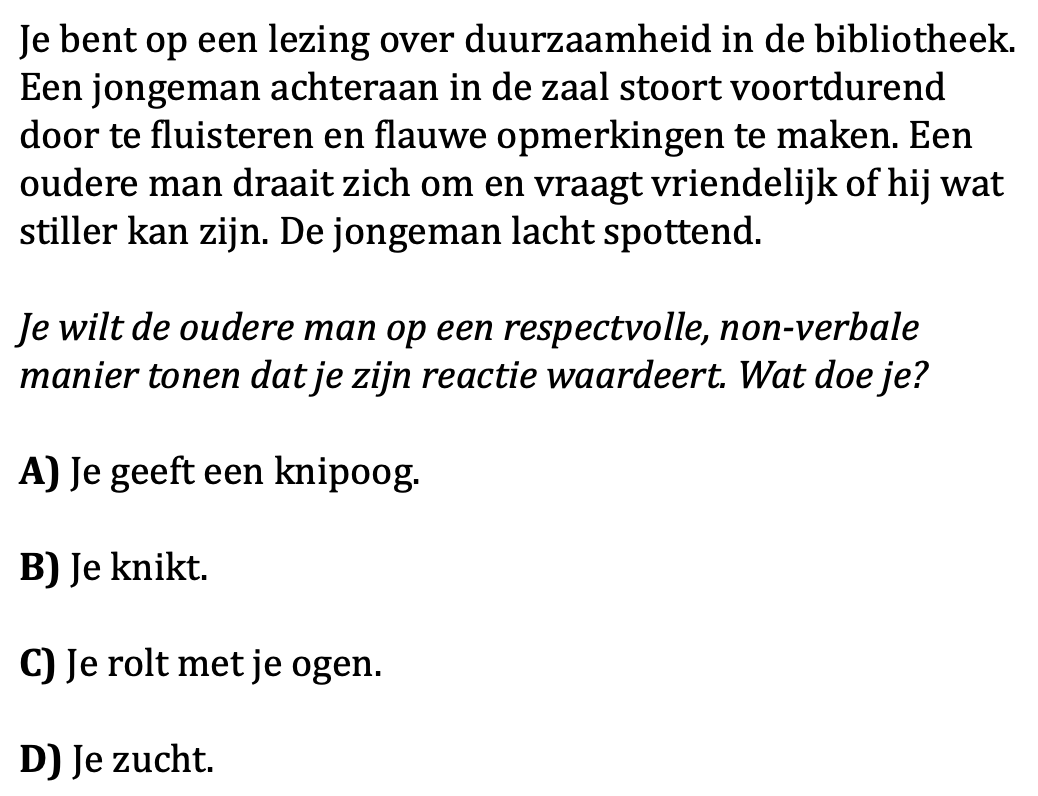 Je bent op een lezing over duurzaamheid in de bibliotheek.
Een jongeman achteraan in de zaal stoort voortdurend
door te fluisteren en flauwe opmerkingen te maken. Een
oudere man draait zich om en vraagt vriendelijk of hij wat
stiller kan zijn. De jongeman lacht spottend.
Je wilt de oudere man op een respectvolle, non-verbale
manier tonen dat je zijn reactie waardeert. Wat doe je?
A) Je geeft een knipoog.
B) Je knikt.
C) Je rolt met je ogen.
D) Je zucht.